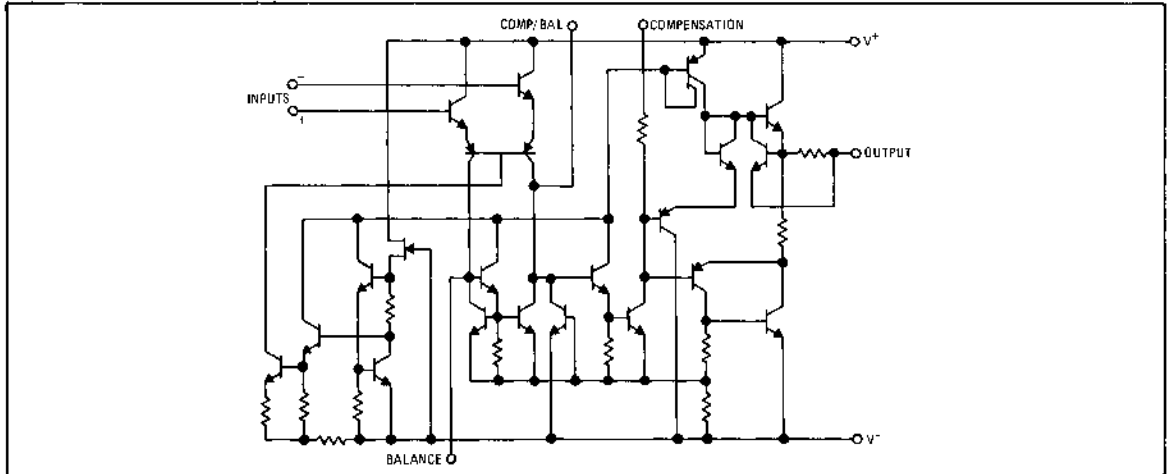 COMP/BAL
COMPENSATION
V+
−
INPUTS
+
OUTPUT
V−
BALANCE